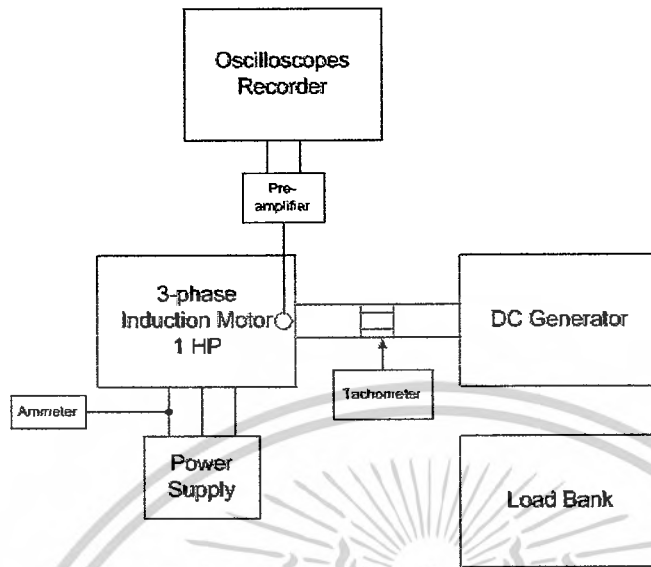 Oscilloscopes
Recorder
Pre-
amplifier
3-phase
Induction Motor
1 HP
DC Generator
Tachometer
Ammeter
Power
Supply
Load Bank